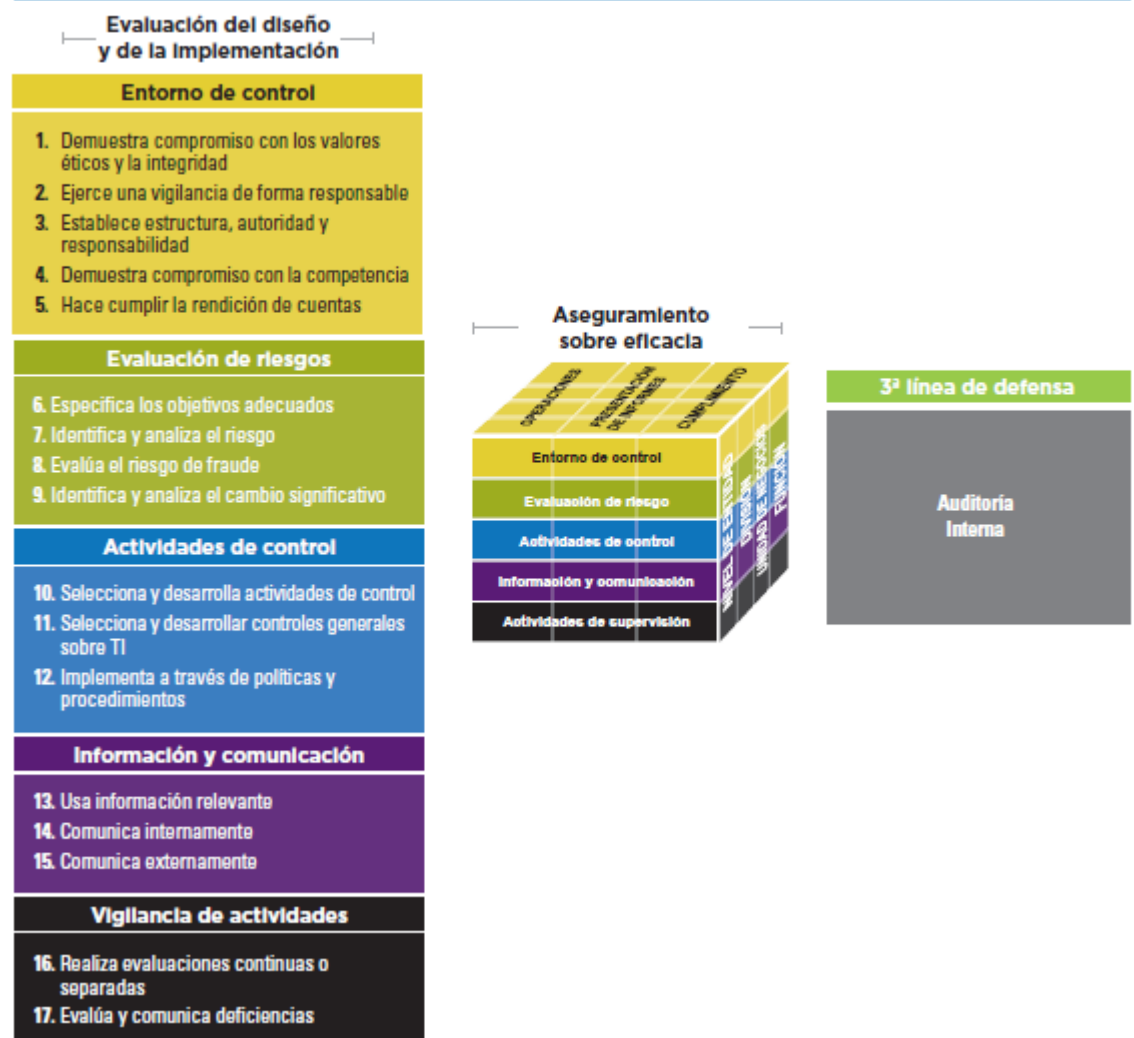 Evaluación del diseño
y de la implementación
Entorno de control
1. Demuestra compromiso con los valores
éticos y la integridad
2. Ejerce una vigilancia de forma responsable
3. Establece estructura, autoridad y
responsabilidad
4. Demuestra compromiso con la competencia
5. Hace cumplir la rendición de cuentas
Evaluación de riesgos
6. Especifica los objetivos adecuados
7. Identifica y analiza el riesgo
8. Evalúa el riesgo de fraude
9. Identifica y analiza el cambio significativo
Actividades de control
10. Selecciona y desarrolla actividades de control
11. Selecciona y desarrollar controles generales
sobre TI
12. Implementa a través de políticas y
procedimientos
Información y comunicación
13. Usa información relevante
14. Comunica internamente
15. Comunica externamente
Vigilancia de actividades
16. Realiza evaluaciones continuas o
separadas
17. Evalúa y comunica deficiencias
Aseguramiento
sobre eficacia
OPERACIONES
PRESENTACIÓN
DE INFORMES
CUMPLIMIENTO
Entorno de control
Evaluación de riesgo
Actividades de control
Información y comunicación
Actividades de supervisión
NIVEL DE ENTIDAD
DIVISIÓN
UNIDAD DE NEGOCIO
FUNCIÓN
3ª línea de defensa
Auditoría
Interna